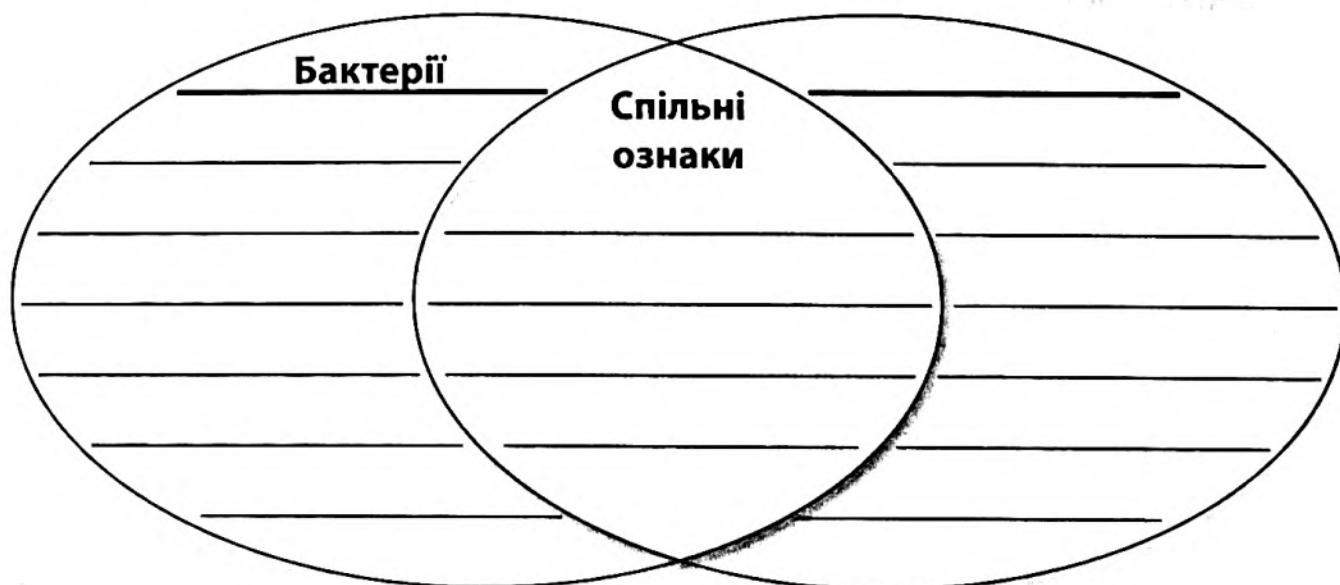 Бактерії
Спільні
ознаки